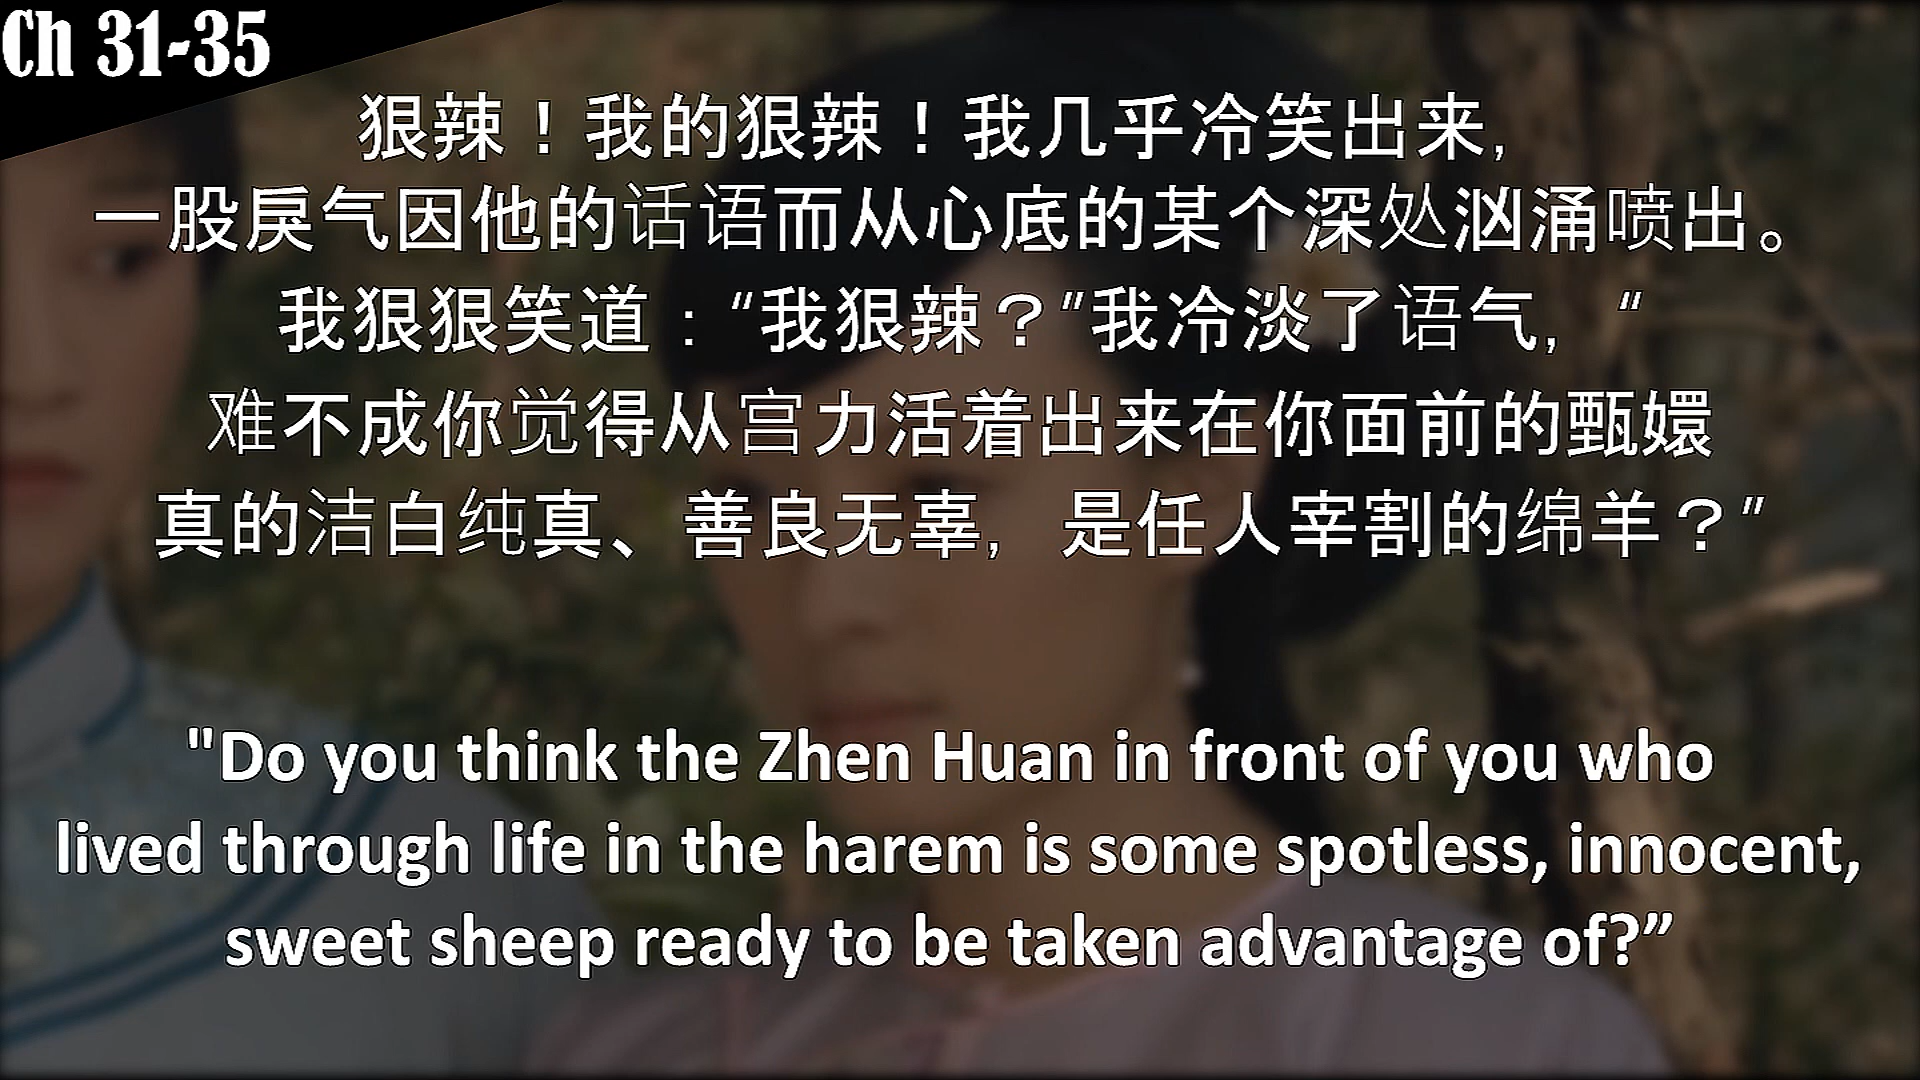 Ch 31-35
狠辣！我的狠辣！我几乎冷笑出来,
一股戾气因他的话语而从心底的某个深处汹涌喷出。
我狠狠笑道：“我狠辣？”我冷淡了语气, “
难不成你觉得从宫力活着出来在你面前的甄嬛
真的洁白纯真、善良无辜, 是任人宰割的绵羊？”
"Do you think the Zhen Huan in front of you who
lived through life in the harem is some spotless, innocent,
sweet sheep ready to be taken advantage of?”